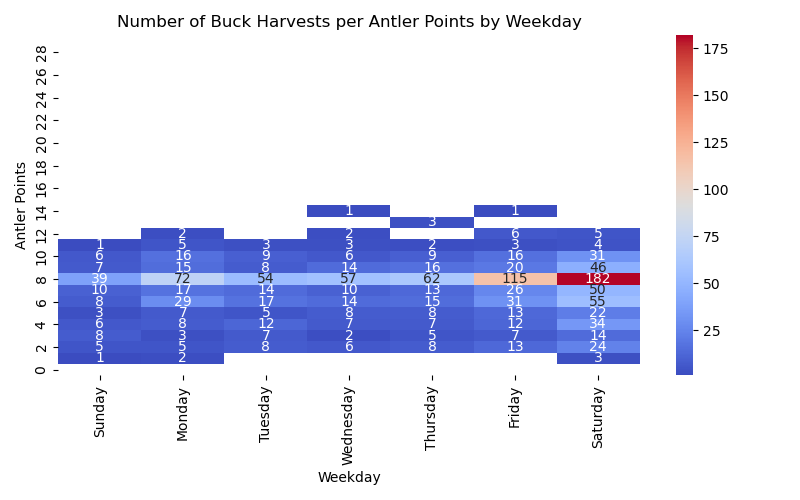 Number of Buck Harvests per Antler Points by Weekday
28
26
24
22
20
18
16
14 1 1
3
12 2 2 6 5
1 5 3 3 2 3 4
10 6 16 9 6 9 16 31
7 15 8 14 16 20 46
8 39 72 54 57 62 115 182
10 17 14 10 13 26 50
6 8 29 17 14 15 31 55
3 7 5 8 8 12 22
4 6 8 12 7 7 12 34
8 3 7 2 5 7 14
2 5 5 8 6 8 13 24
1 2 3
0
Antler Points
Sunday Monday Tuesday Wednesday Thursday Friday Saturday
Weekday
175
150
125
100
75
50
25